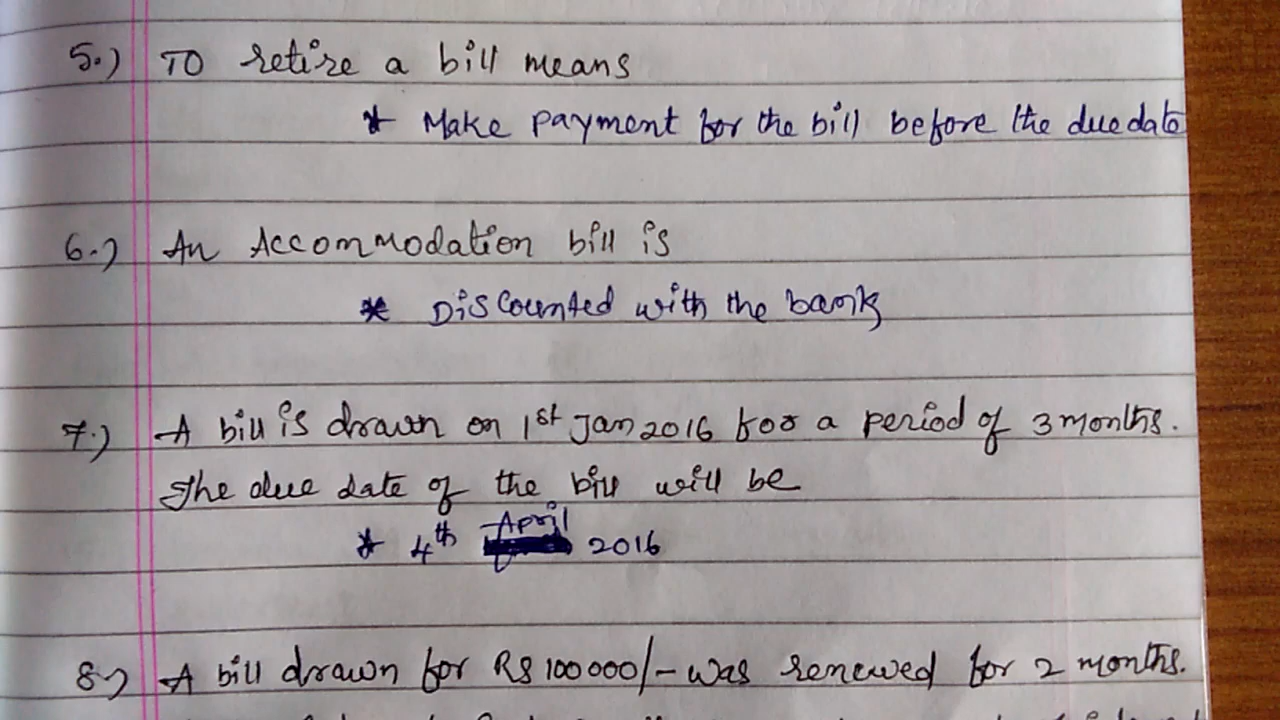 5.) To retire a bill means
* Make payment for the bill before the due date
6.) An Accommodation bill is
* Discounted with the bank
7.) A bill is drawn on 1st Jan 2016 for a period of 3 months.
The due date of the bill will be
* 4th April 2016
8.) A bill drawn for Rs 100000/- was renewed for 2 months.